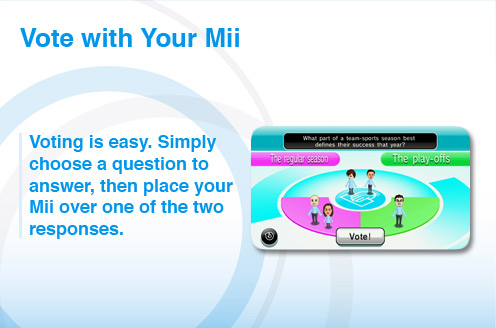 Vote with Your Mii
Voting is easy. Simply
choose a question to
answer, then place your
Mii over one of the two
responses.
What part of a team-sports season best
defines their success that year?
The regular season
The play-offs
Vote!